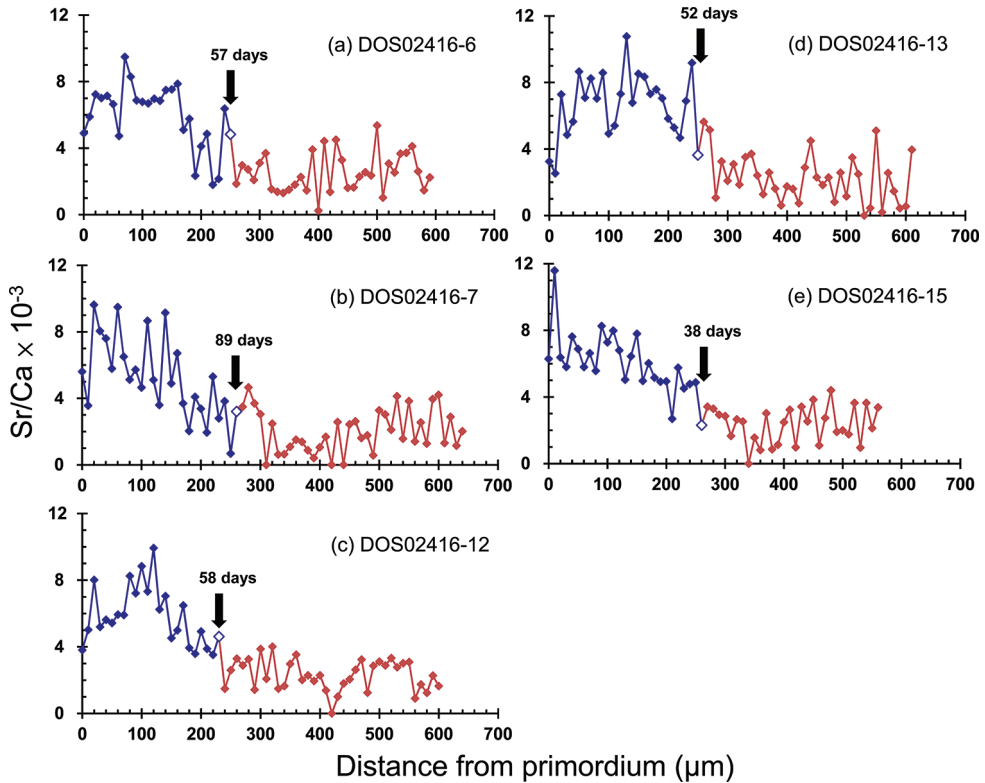 Sr/Ca × 10⁻³
12
8
4
0
0 100 200 300 400 500 600 700
57 days
(a) DOS02416-6
12
8
4
0
0 100 200 300 400 500 600 700
89 days
(b) DOS02416-7
12
8
4
0
0 100 200 300 400 500 600 700
58 days
(c) DOS02416-12
12
8
4
0
0 100 200 300 400 500 600 700
52 days
(d) DOS02416-13
12
8
4
0
0 100 200 300 400 500 600 700
38 days
(e) DOS02416-15
Distance from primordium (μm)